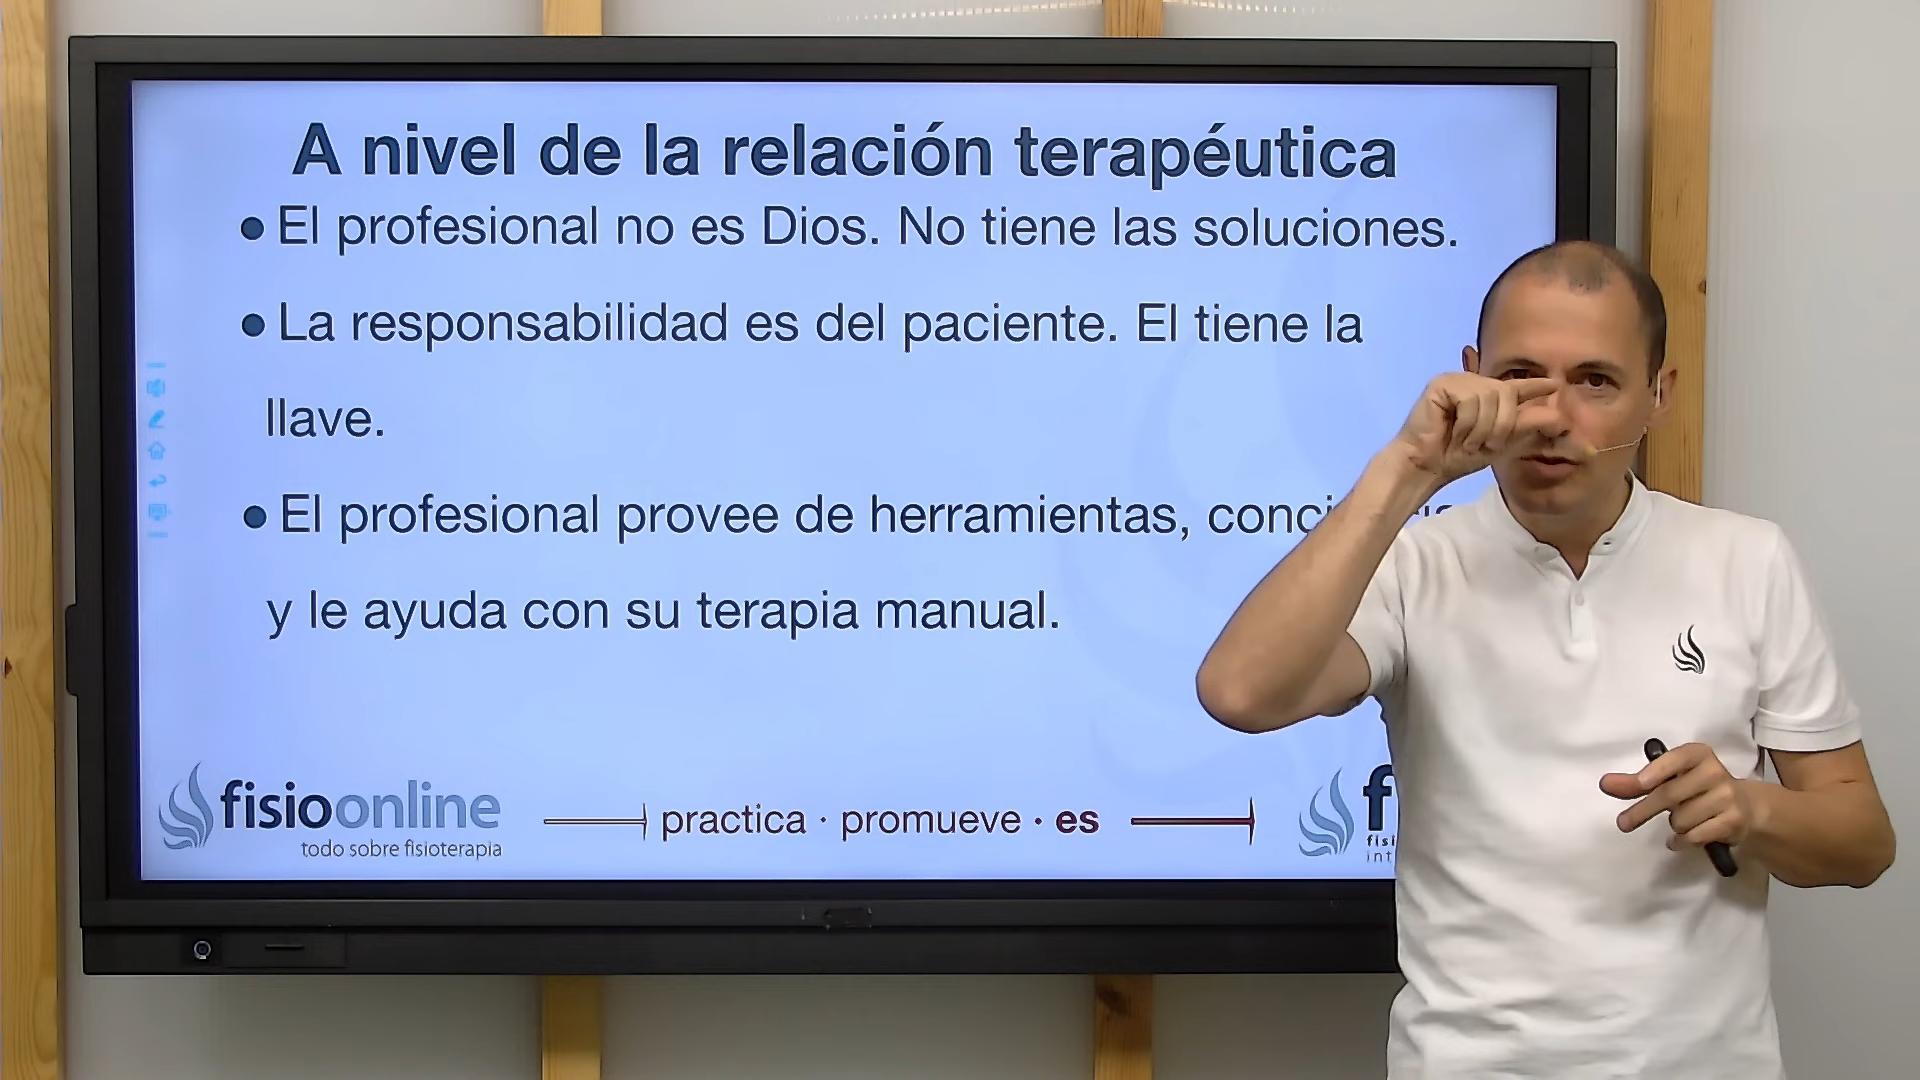 A nivel de la relación terapéutica
• El profesional no es Dios. No tiene las soluciones.
• La responsabilidad es del paciente. El tiene la
llave.
• El profesional provee de herramientas,
y le ayuda con su terapia manual.
fisioonline
todo sobre fisioterapia
practica · promueve · es